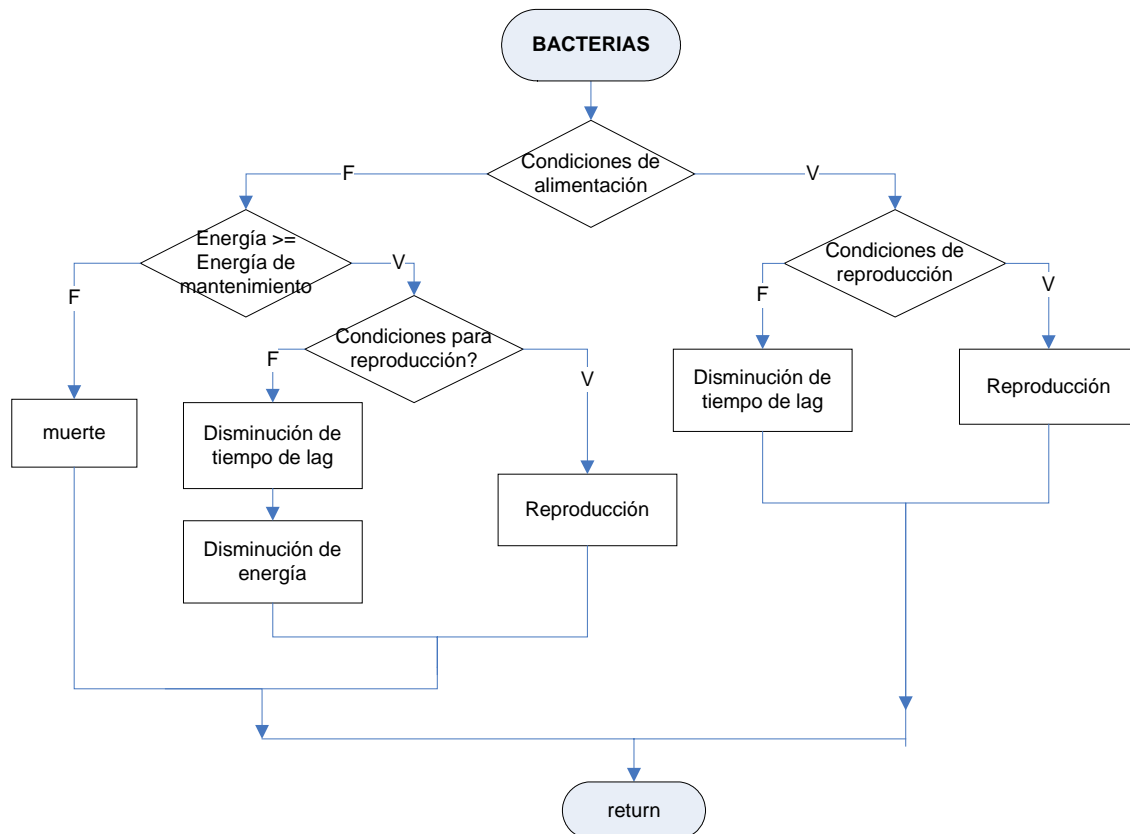 BACTERIAS
Condiciones de
alimentación
F
V
Energía >=
Energía de
mantenimiento
Condiciones de
reproducción
V
F
F
V
Condiciones para
reproducción?
F
V
Disminución de
tiempo de lag
Reproducción
muerte
Disminución de
tiempo de lag
Reproducción
Disminución de
energía
return